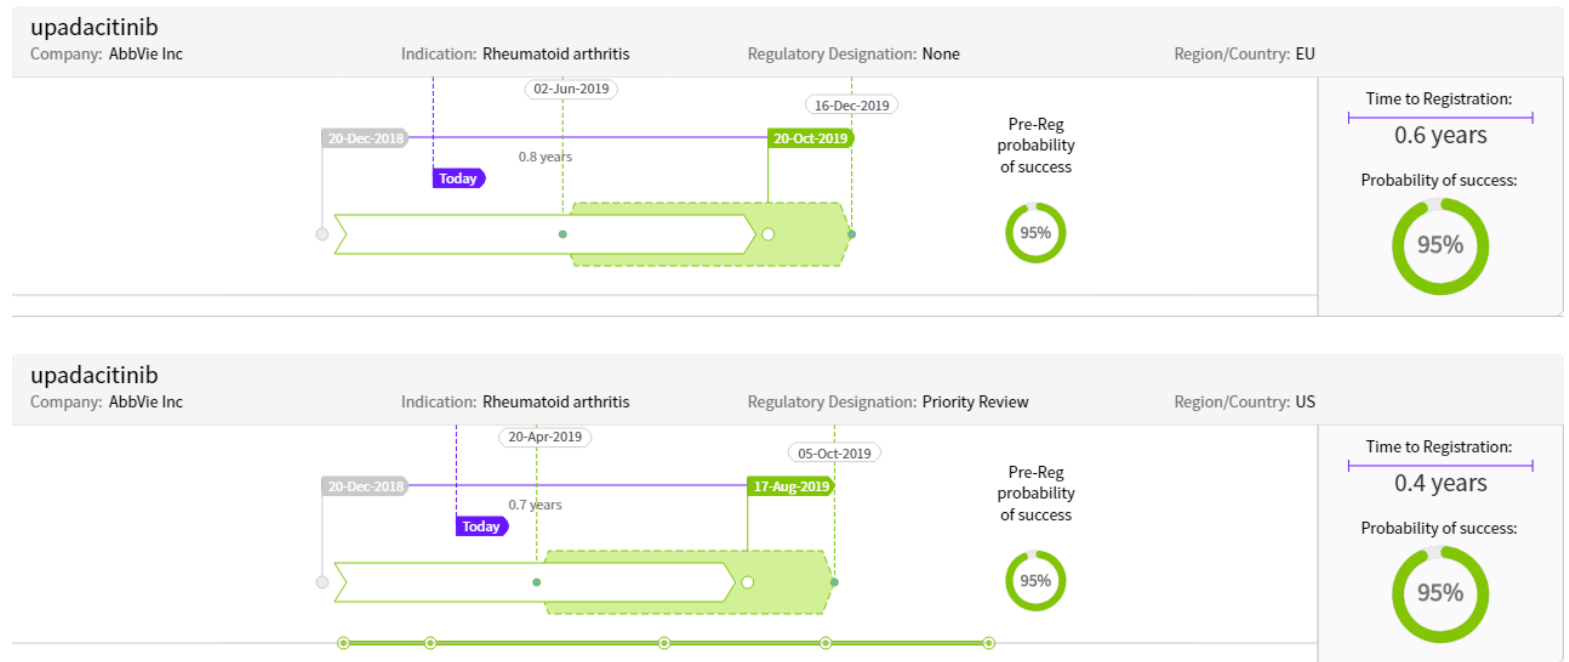 upadacitinib
Company: AbbVie Inc Indication: Rheumatoid arthritis Regulatory Designation: None Region/Country: EU
02-Jun-2019
16-Dec-2019
20-Dec-2018
20-Oct-2019
0.8 years
Today
Pre-Reg
probability
of success
95%
Time to Registration:
0.6 years
Probability of success:
95%
upadacitinib
Company: AbbVie Inc Indication: Rheumatoid arthritis Regulatory Designation: Priority Review Region/Country: US
20-Apr-2019
05-Oct-2019
20-Dec-2018
17-Aug-2019
0.7 years
Today
Pre-Reg
probability
of success
95%
Time to Registration:
0.4 years
Probability of success:
95%